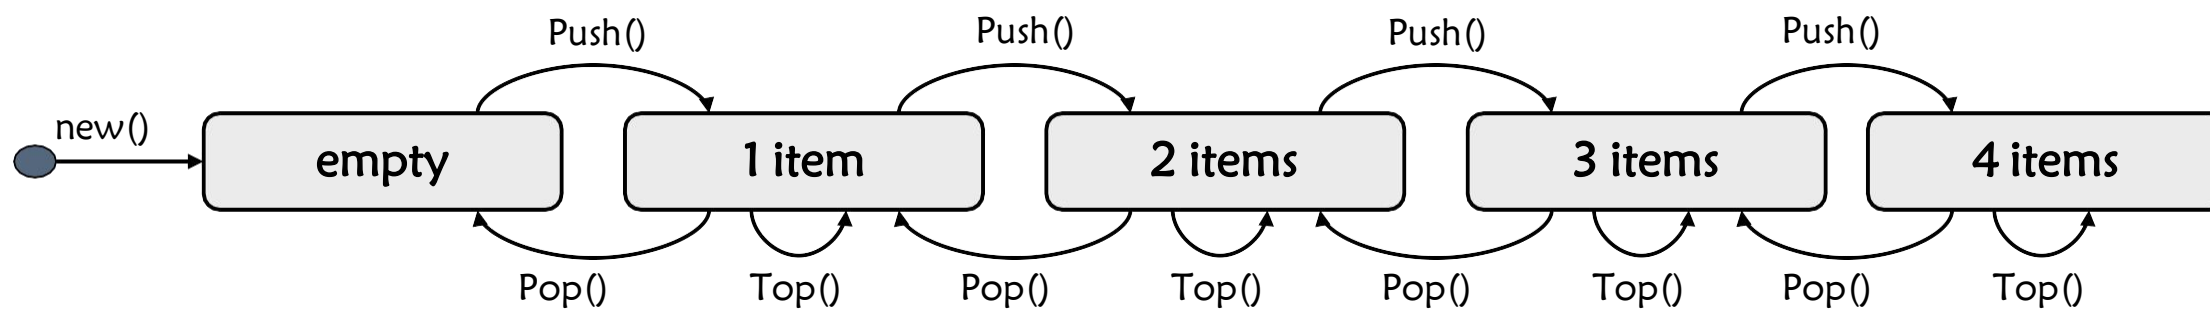 Push() Push() Push() Push()
new()
empty 1 item 2 items 3 items 4 items
Pop() Top() Pop() Top() Pop() Top() Pop() Top()